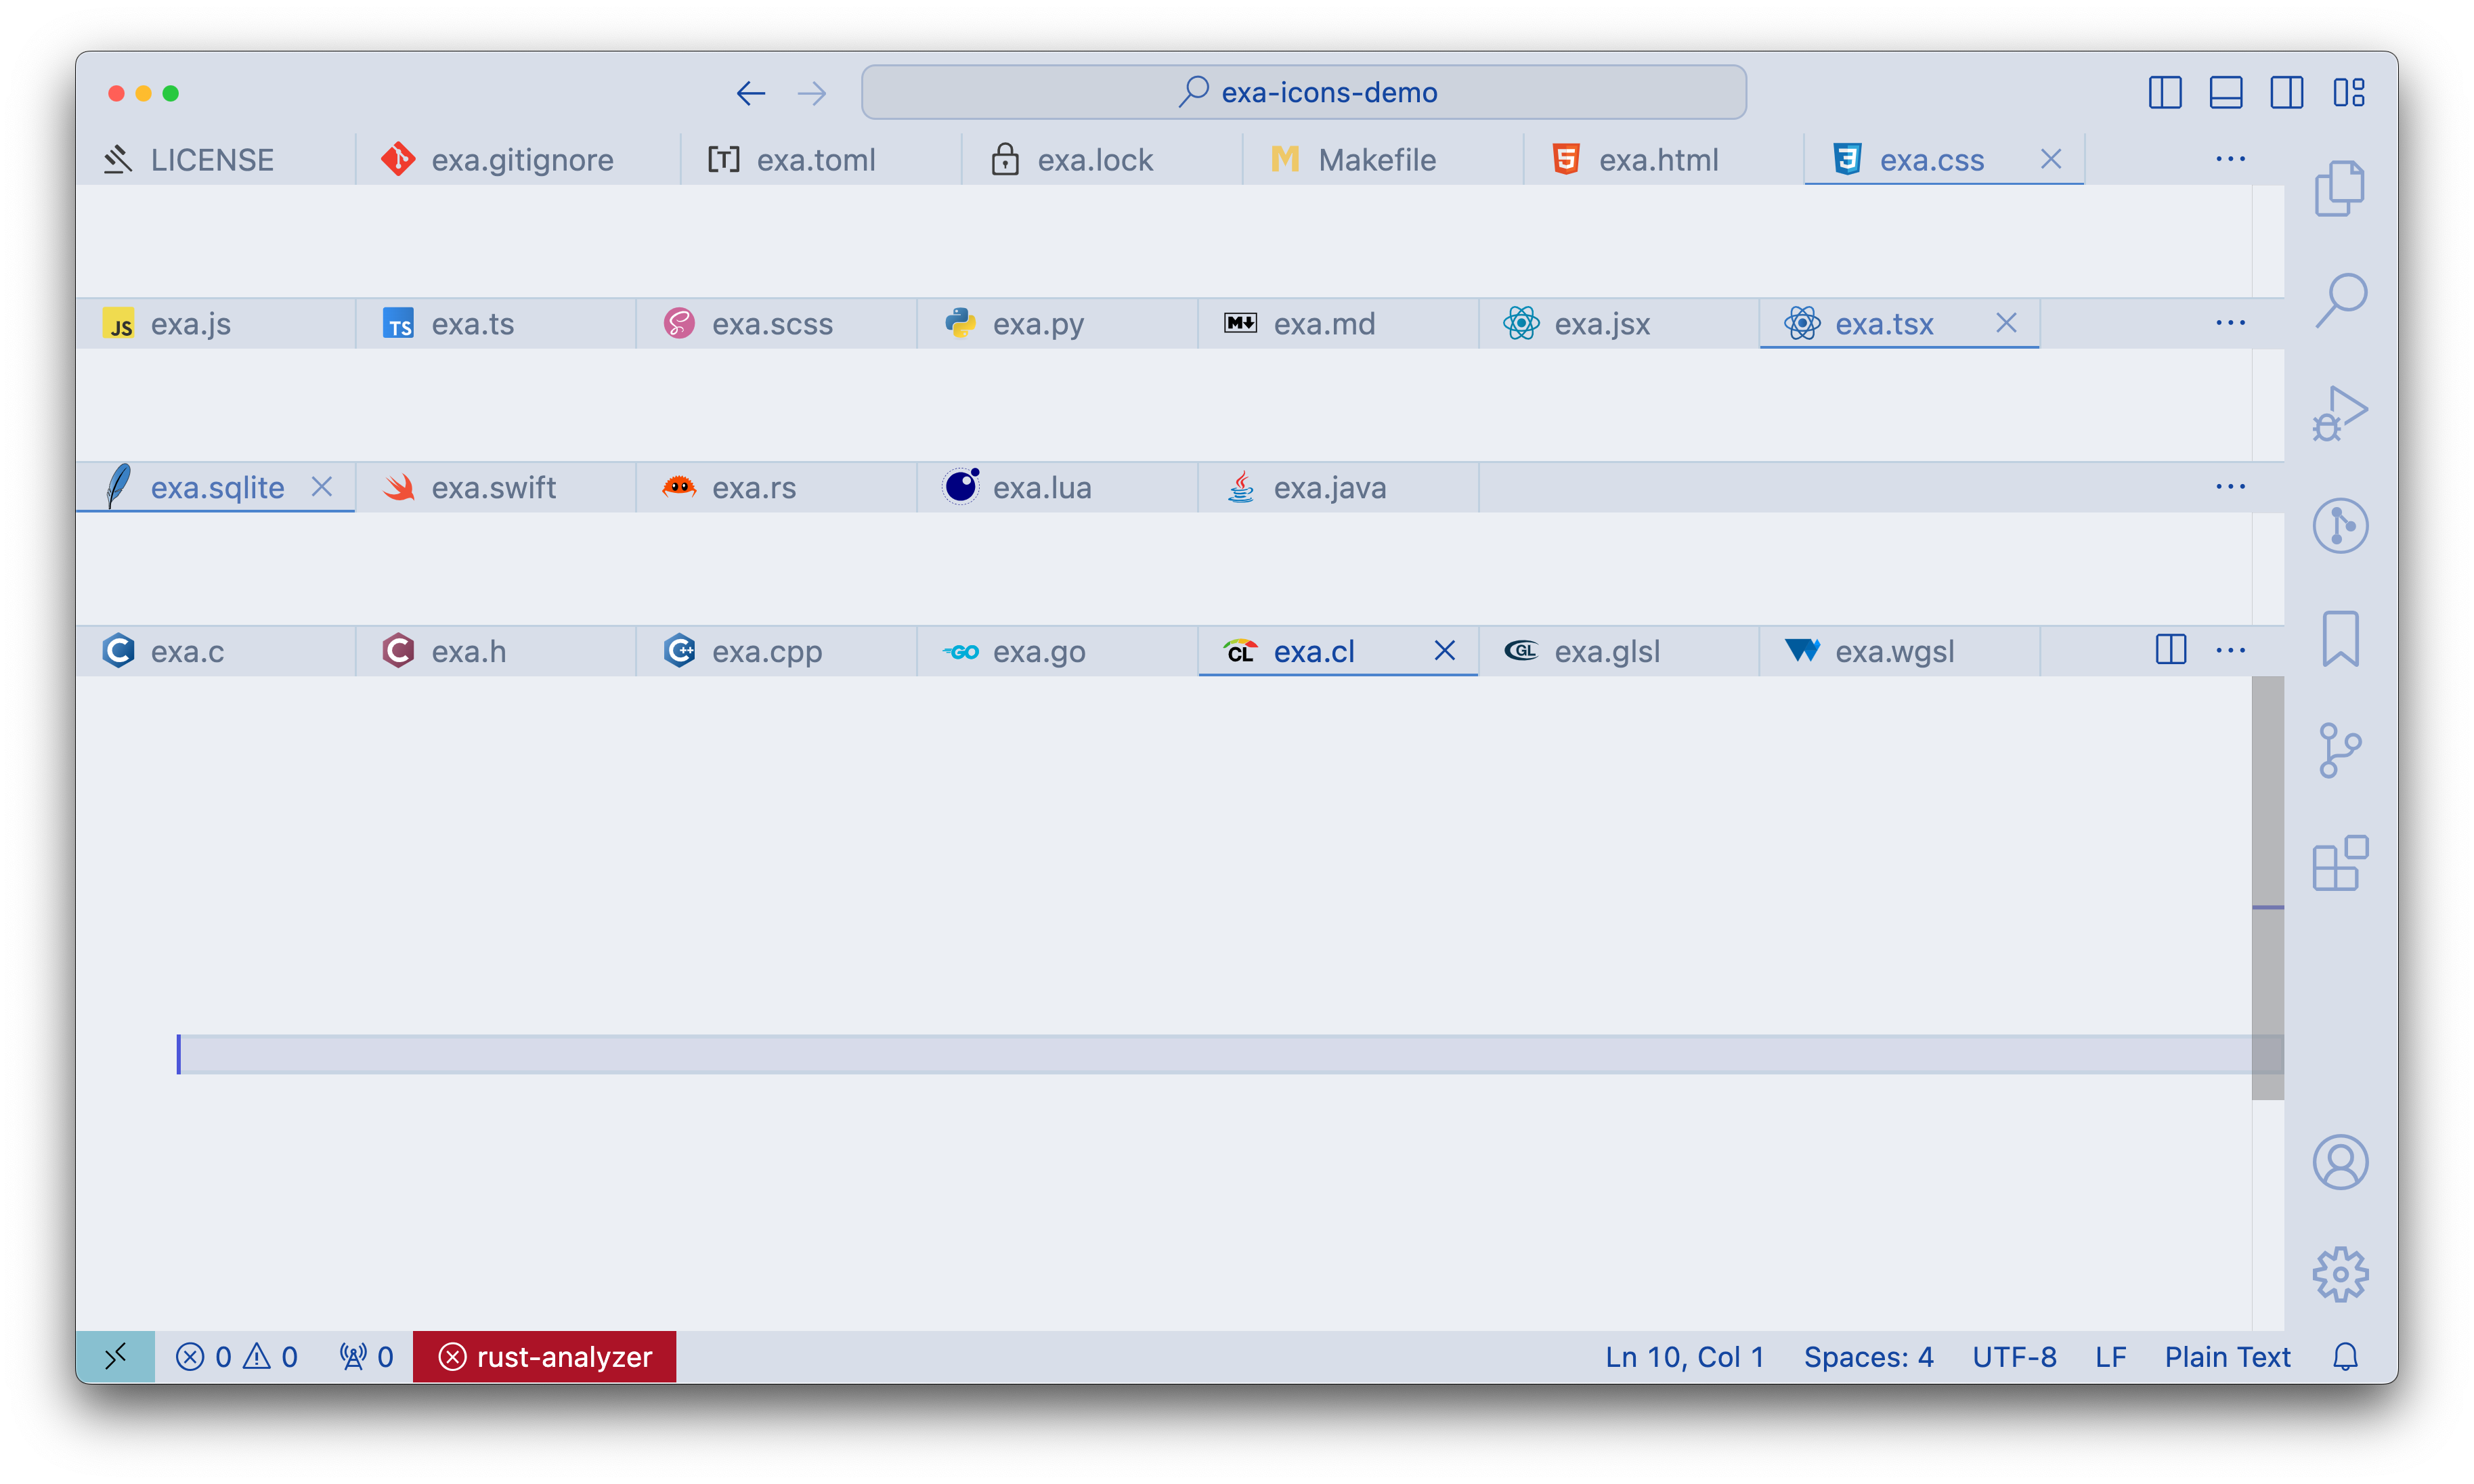 exa-icons-demo
LICENSE exa.gitignore [T] exa.toml exa.lock M Makefile 5 exa.html 3 exa.css
JS exa.js TS exa.ts exa.scss exa.py M exa.md exa.jsx exa.tsx
exa.sqlite exa.swift exa.rs exa.lua exa.java
C exa.c C exa.h C++ exa.cpp GO exa.go CL exa.cl GL exa.glsl W exa.wgsl
0 0 0 rust-analyzer Ln 10, Col 1 Spaces: 4 UTF-8 LF Plain Text